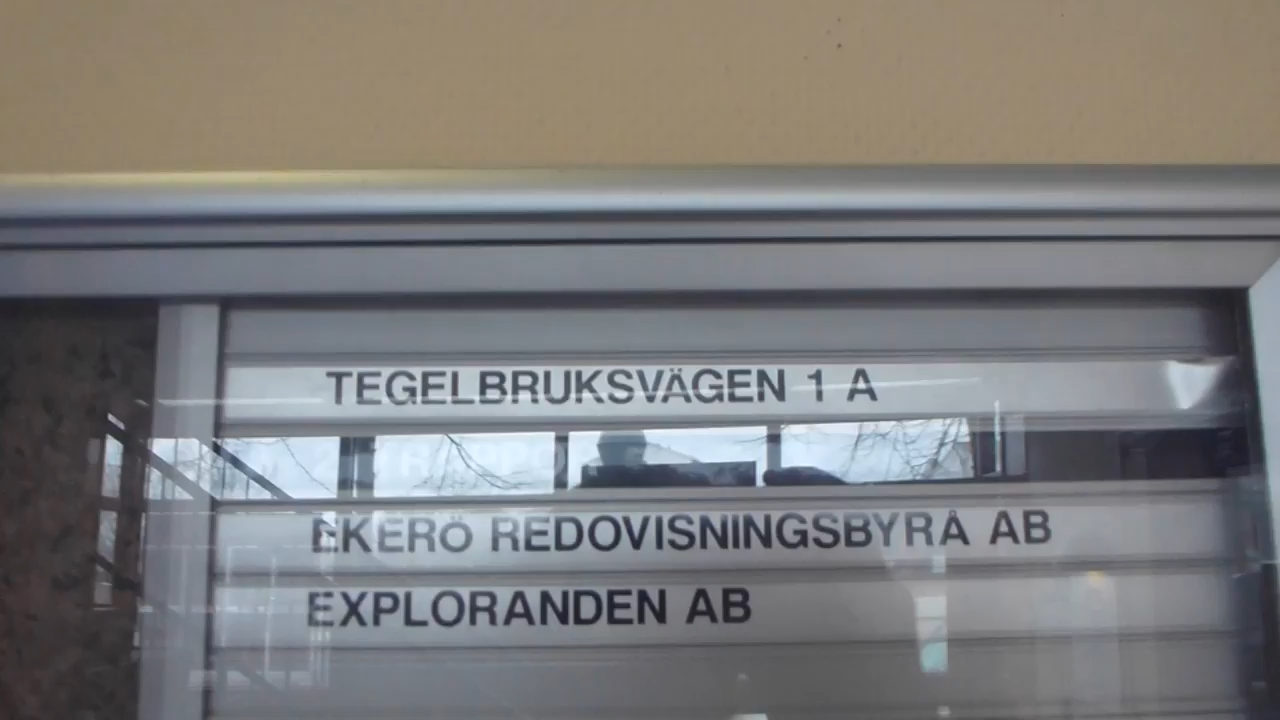 TEGELBRUKSVÄGEN 1 A
EKERÖ REDOVISNINGSBYRÅ AB
EXPLORANDEN AB